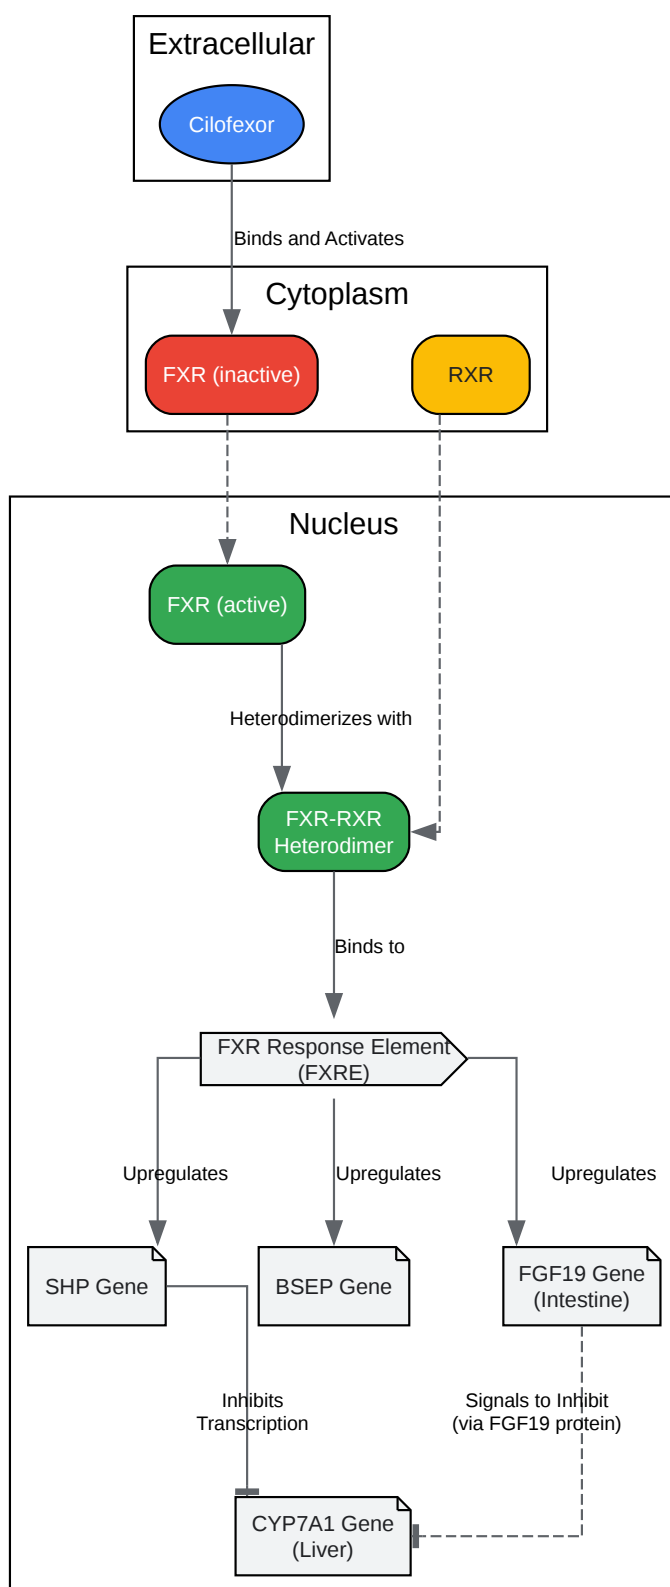 Extracellular
Cilofexor
Binds and Activates
Cytoplasm
FXR (inactive)
RXR
Nucleus
FXR (active)
Heterodimerizes with
FXR-RXR
Heterodimer
Binds to
FXR Response Element
(FXRE)
Upregulates
Upregulates
Upregulates
SHP Gene
BSEP Gene
FGF19 Gene
(Intestine)
Inhibits
Transcription
Signals to Inhibit
(via FGF19 protein)
CYP7A1 Gene
(Liver)